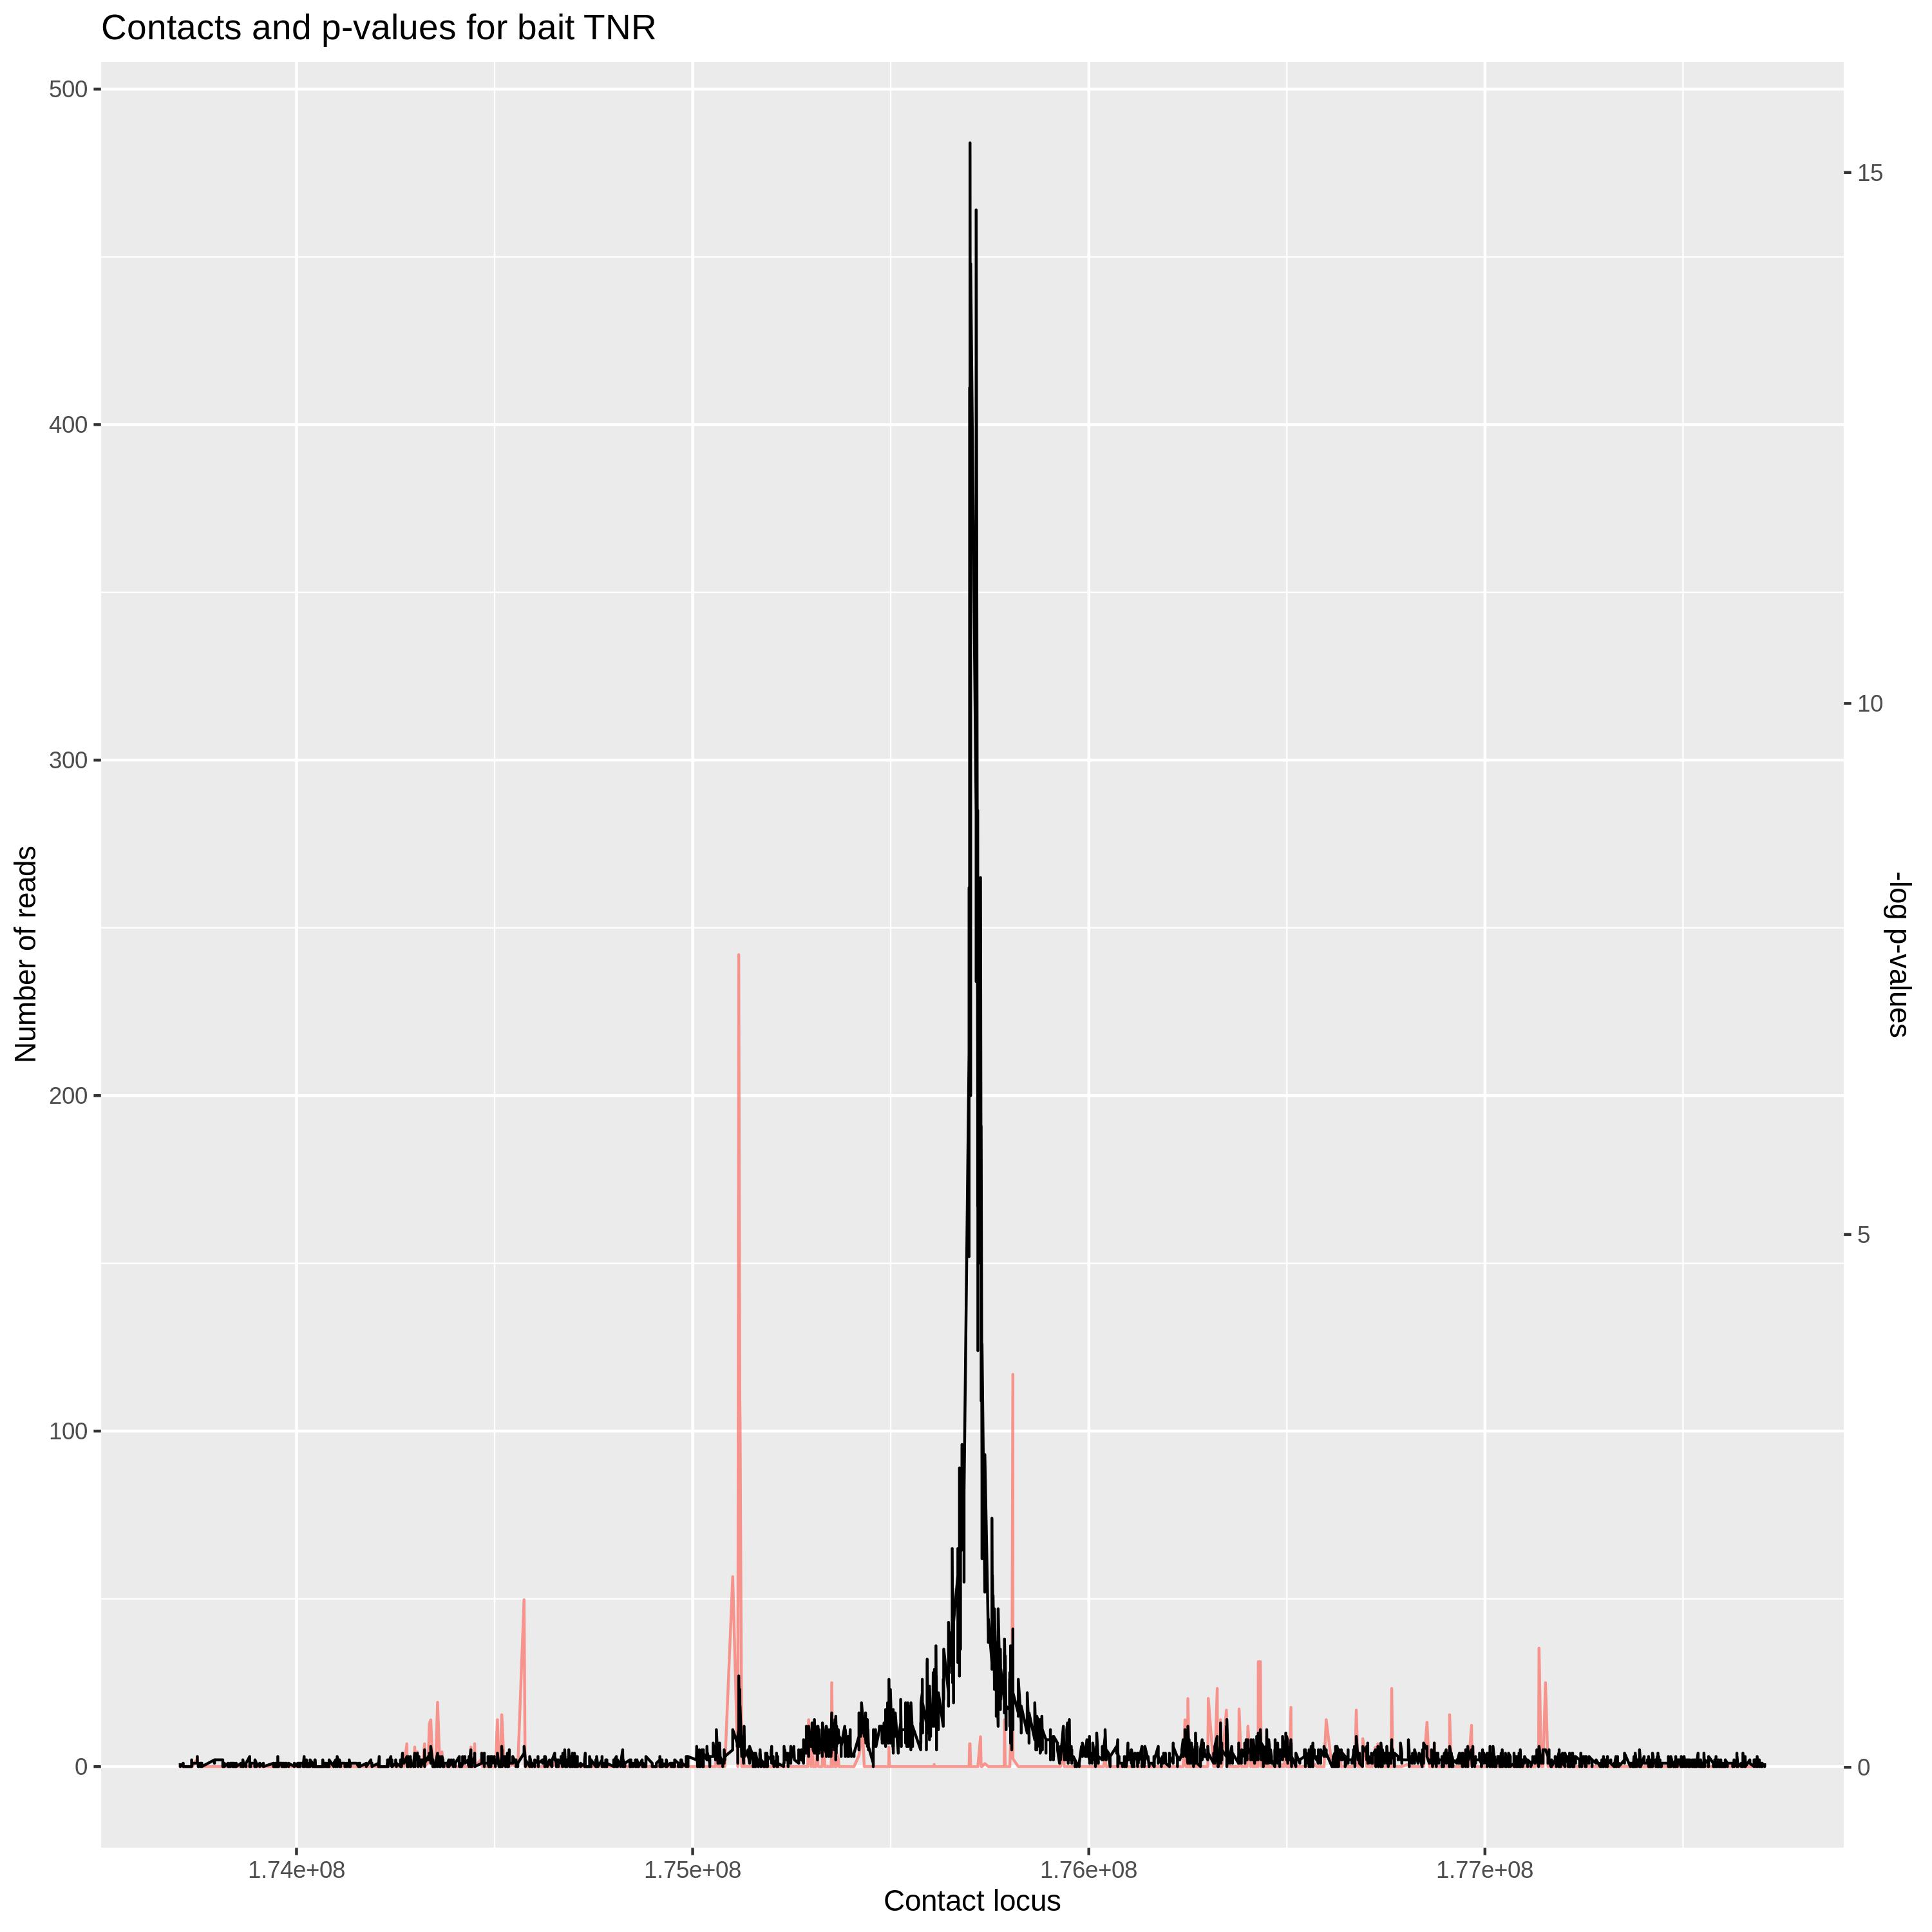 Contacts and p-values for bait TNR
500
400
300
200
100
0
Number of reads
15
10
5
0
-log p-values
1.74e+08
1.75e+08
1.76e+08
1.77e+08
Contact locus